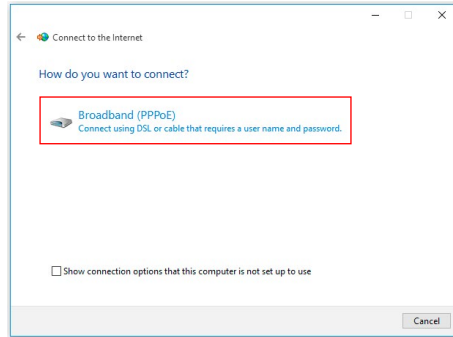 Connect to the Internet
How do you want to connect?
Broadband (PPPoE)
Connect using DSL or cable that requires a user name and password.
Show connection options that this computer is not set up to use
Cancel